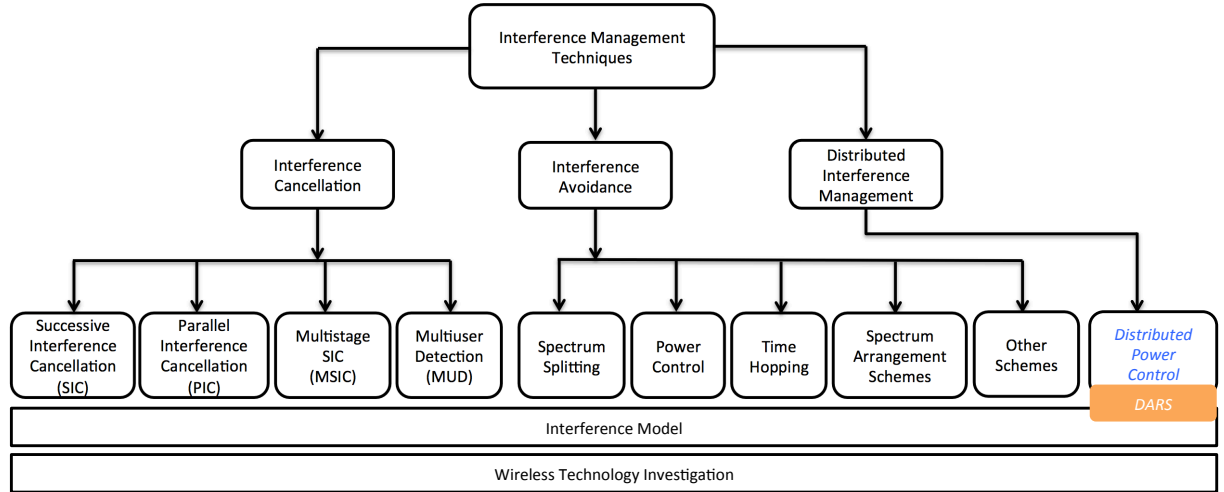 Interference Management
Techniques
Interference
Cancellation
Interference
Avoidance
Distributed
Interference
Management
Successive
Interference
Cancellation
(SIC)
Parallel
Interference
Cancellation
(PIC)
Multistage
SIC
(MSIC)
Multiuser
Detection
(MUD)
Spectrum
Splitting
Power
Control
Time
Hopping
Spectrum
Arrangement
Schemes
Other
Schemes
Distributed
Power
Control
DARS
Interference Model
Wireless Technology Investigation